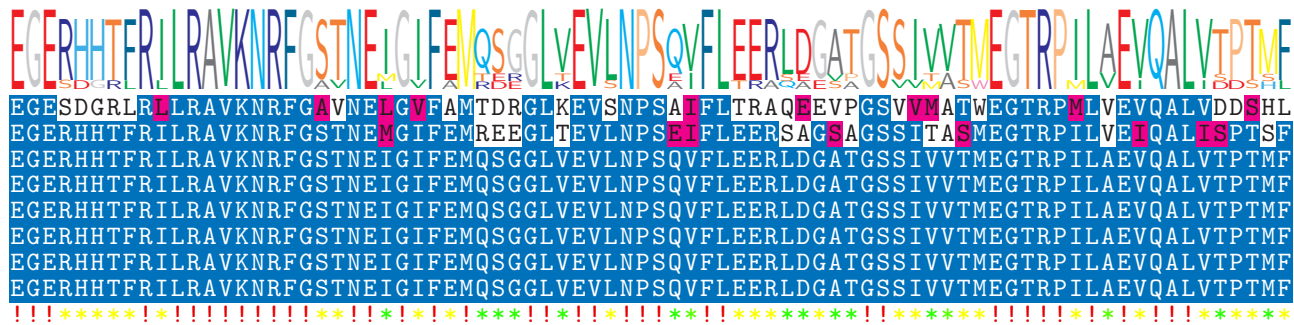 EGERHHTFRILRAVKNRFGSTNEIGIFEMQSGGLVEVLNPSQVFLEERLDGATGSSIVVTMEGTRPILAEVQALVTPTMF
EGESDGRLRLLRAVKNRFGAVNELGVFAMTDRGLKEVSNPSAIFLTRAQEEVPGSVVMATWEGTRPMLVEVQALVDDSHL
EGERHHTFRILRAVKNRFGSTNEMGIFEMREEGLTEVLNPSEIFLEERSAGSAGSSITASMEGTRPILVEIQALISPTSF
EGERHHTFRILRAVKNRFGSTNEIGIFEMQSGGLVEVLNPSQVFLEERLDGATGSSIVVTMEGTRPILAEVQALVTPTMF
EGERHHTFRILRAVKNRFGSTNEIGIFEMQSGGLVEVLNPSQVFLEERLDGATGSSIVVTMEGTRPILAEVQALVTPTMF
EGERHHTFRILRAVKNRFGSTNEIGIFEMQSGGLVEVLNPSQVFLEERLDGATGSSIVVTMEGTRPILAEVQALVTPTMF
EGERHHTFRILRAVKNRFGSTNEIGIFEMQSGGLVEVLNPSQVFLEERLDGATGSSIVVTMEGTRPILAEVQALVTPTMF
EGERHHTFRILRAVKNRFGSTNEIGIFEMQSGGLVEVLNPSQVFLEERLDGATGSSIVVTMEGTRPILAEVQALVTPTMF
EGERHHTFRILRAVKNRFGSTNEIGIFEMQSGGLVEVLNPSQVFLEERLDGATGSSIVVTMEGTRPILAEVQALVTPTMF
!!!*****!*!!!!!!!!!**!!*!*!*!***!!*!!*!!!**!!********!!******!!!!!*!*!*!!!******